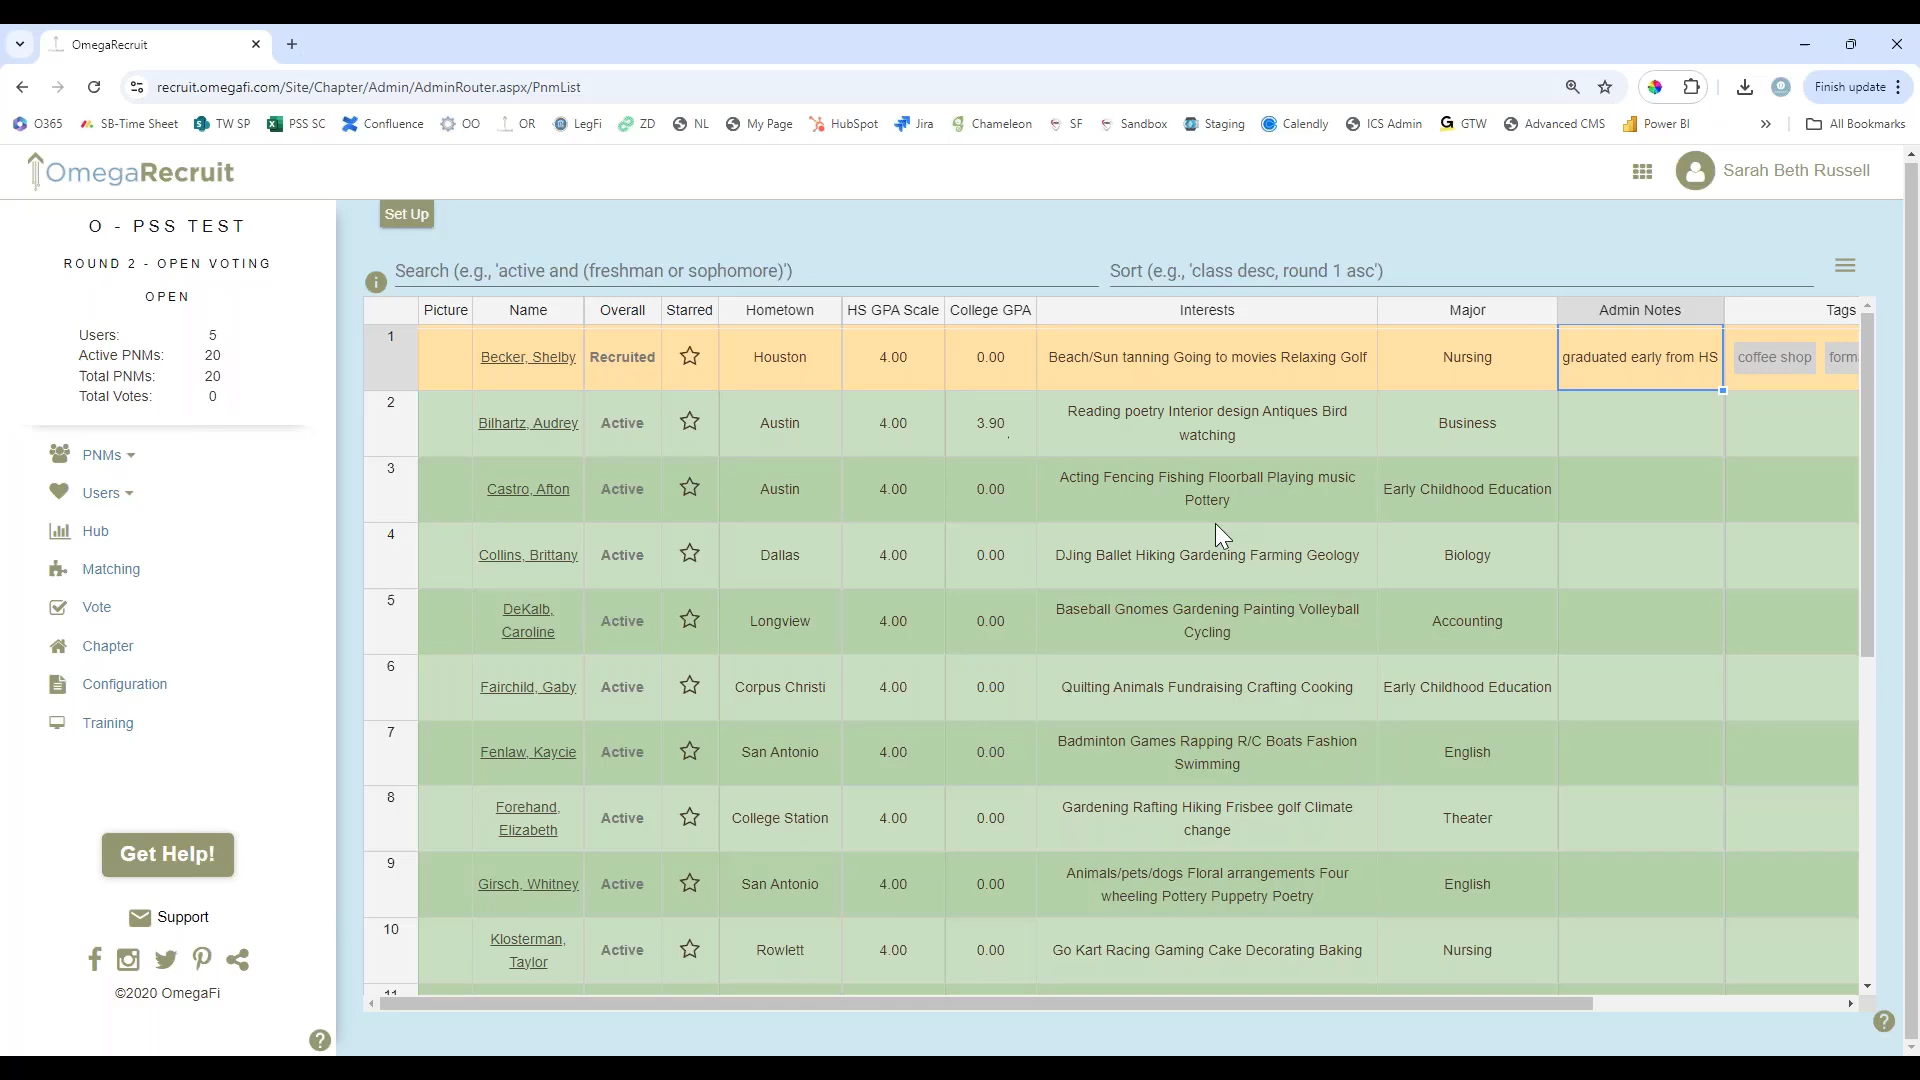 OmegaRecruit
recruit.omegafi.com/Site/Chapter/Admin/AdminRouter.aspx/PnmList
Finish update
O365
SB-Time Sheet
TW SP
PSS SC
Confluence
OO
OR
LegFi
ZD
NL
My Page
HubSpot
Jira
Chameleon
SF
Sandbox
Staging
Calendly
ICS Admin
GTW
Advanced CMS
Power BI
»
All Bookmarks
OmegaRecruit
Sarah Beth Russell
O - PSS TEST
ROUND 2 - OPEN VOTING
OPEN
Users: 5
Active PNMs: 20
Total PNMs: 20
Total Votes: 0
PNMs
Users
Hub
Matching
Vote
Chapter
Configuration
Training
Get Help!
Support
©2020 OmegaFi
?
Set Up
i
Search (e.g., 'active and (freshman or sophomore)')
Sort (e.g., 'class desc, round 1 asc')
Picture Name Overall Starred Hometown HS GPA Scale College GPA Interests Major Admin Notes Tags
1 Becker, Shelby Recruited Houston 4.00 0.00 Beach/Sun tanning Going to movies Relaxing Golf Nursing graduated early from HS coffee shop form
2 Bilhartz, Audrey Active Austin 4.00 3.90 Reading poetry Interior design Antiques Bird
watching Business
3 Castro, Afton Active Austin 4.00 0.00 Acting Fencing Fishing Floorball Playing music
Pottery Early Childhood Education
4 Collins, Brittany Active Dallas 4.00 0.00 DJing Ballet Hiking Gardening Farming Geology Biology
5 DeKalb,
Caroline Active Longview 4.00 0.00 Baseball Gnomes Gardening Painting Volleyball
Cycling Accounting
6 Fairchild, Gaby Active Corpus Christi 4.00 0.00 Quilting Animals Fundraising Crafting Cooking Early Childhood Education
7 Fenlaw, Kaycie Active San Antonio 4.00 0.00 Badminton Games Rapping R/C Boats Fashion
Swimming English
8 Forehand,
Elizabeth Active College Station 4.00 0.00 Gardening Rafting Hiking Frisbee golf Climate
change Theater
9 Girsch, Whitney Active San Antonio 4.00 0.00 Animals/pets/dogs Floral arrangements Four
wheeling Pottery Puppetry Poetry English
10 Klosterman,
Taylor Active Rowlett 4.00 0.00 Go Kart Racing Gaming Cake Decorating Baking Nursing
?